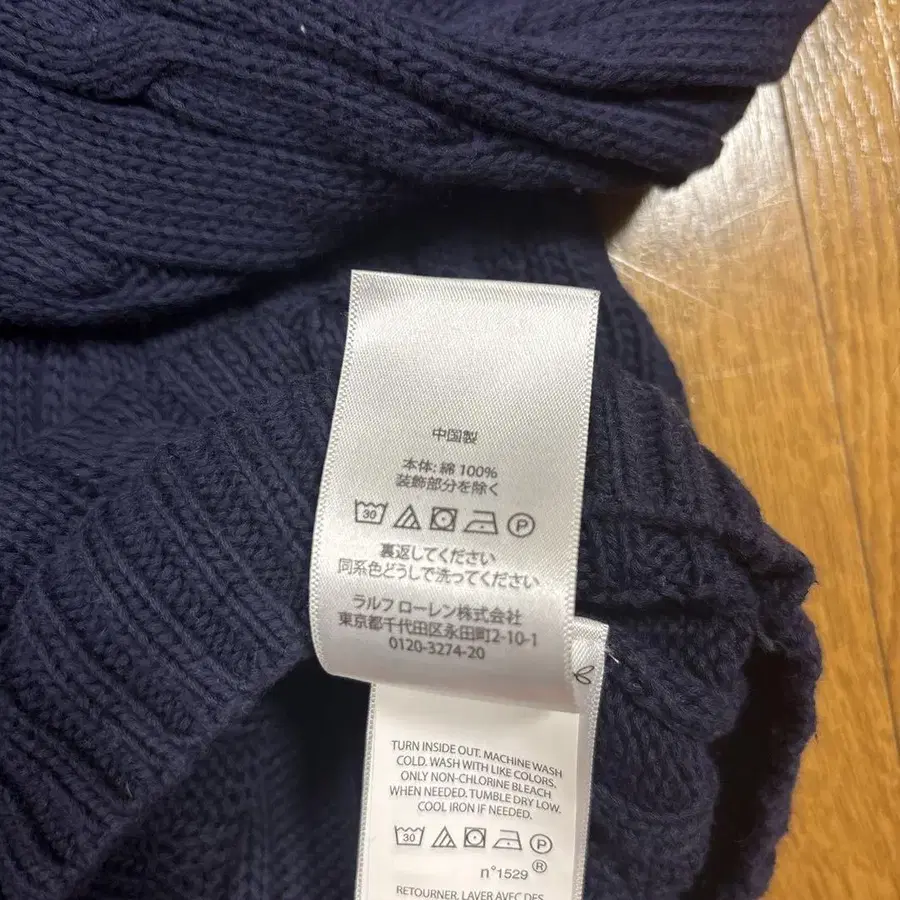 中国製
本体: 綿 100%
装飾部分を除く
30 P
裏返してください
同系色どうしで洗ってください
ラルフ ローレン株式会社
東京都千代田区永田町2-10-1
0120-3274-20
TURN INSIDE OUT. MACHINE WASH
COLD. WASH WITH LIKE COLORS.
ONLY NON-CHLORINE BLEACH
WHEN NEEDED. TUMBLE DRY LOW.
COOL IRON IF NEEDED.
30 P
n°1529 ®
RETOURNER. LAVER AVEC DES